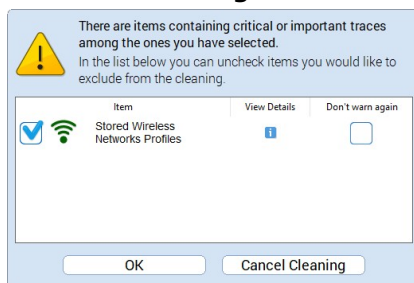 There are items containing critical or important traces
among the ones you have selected.
In the list below you can uncheck items you would like to
exclude from the cleaning.
Item View Details Don't warn again
Stored Wireless
Networks Profiles
OK Cancel Cleaning